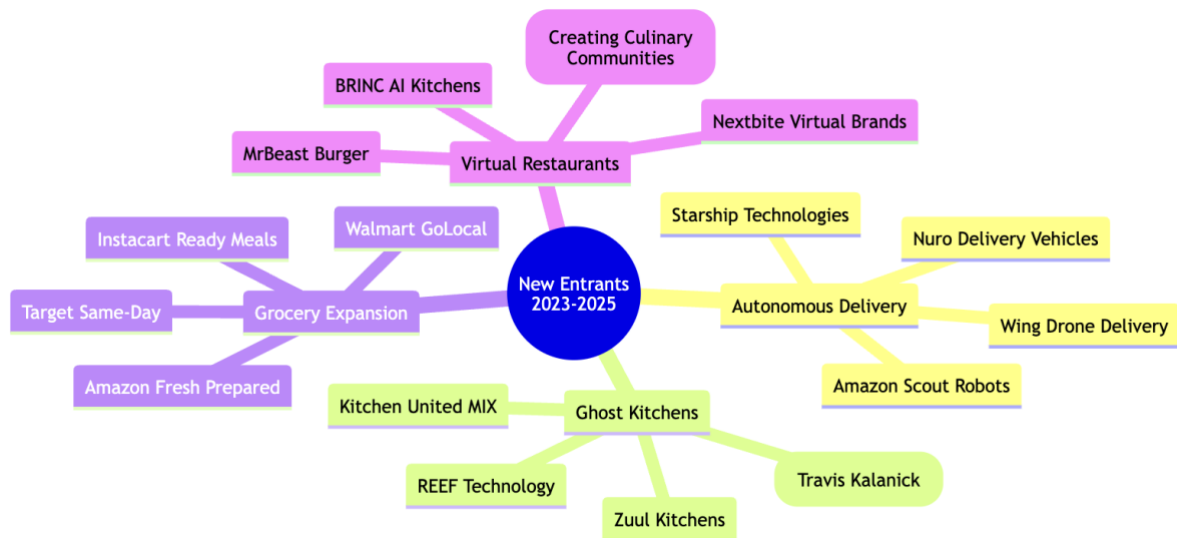 Creating Culinary
Communities
BRINC AI Kitchens
Nextbite Virtual Brands
MrBeast Burger
Virtual Restaurants
Starship Technologies
Instacart Ready Meals
Walmart GoLocal
Nuro Delivery Vehicles
New Entrants
2023-2025
Target Same-Day
Grocery Expansion
Autonomous Delivery
Wing Drone Delivery
Amazon Fresh Prepared
Amazon Scout Robots
Kitchen United MIX
Ghost Kitchens
REEF Technology
Travis Kalanick
Zuul Kitchens